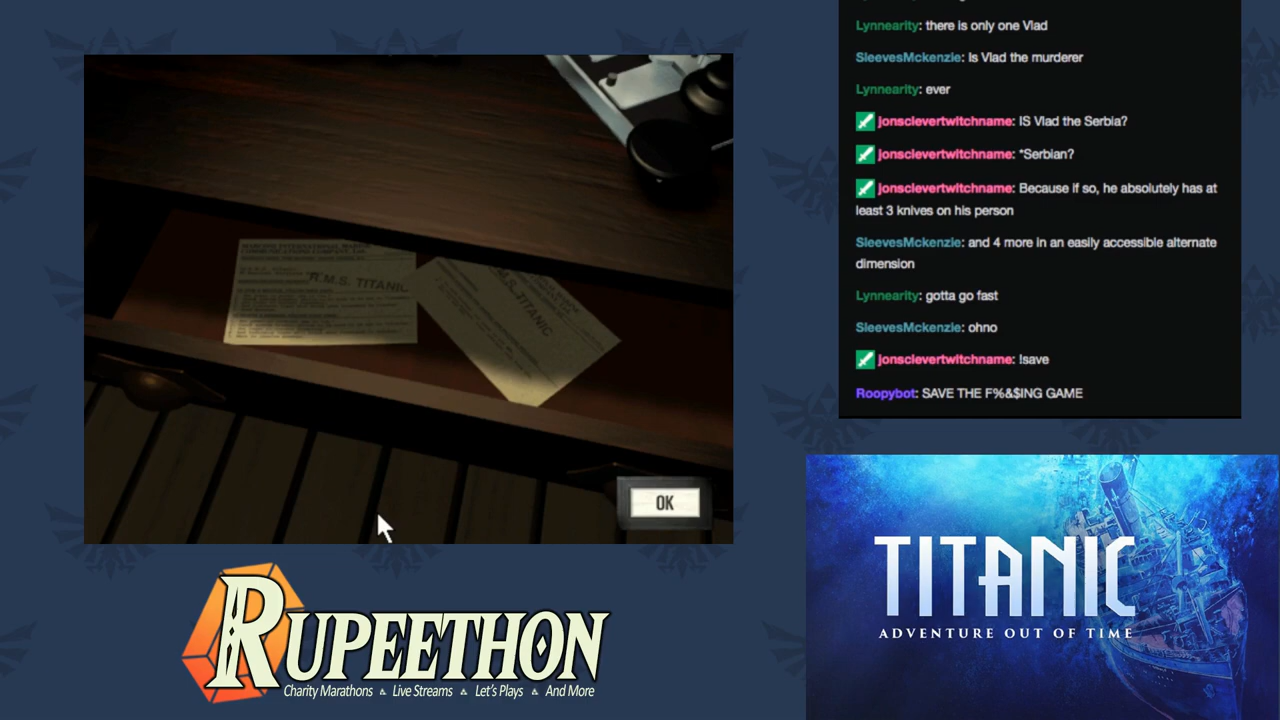 Lynnearity: there is only one Vlad
SleevesMckenzie: Is Vlad the murderer
Lynnearity: ever
jonsclevertwitchname: IS Vlad the Serbia?
jonsclevertwitchname: *Serbian?
jonsclevertwitchname: Because if so, he absolutely has at
least 3 knives on his person
SleevesMckenzie: and 4 more in an easily accessible alternate
dimension
Lynnearity: gotta go fast
SleevesMckenzie: ohno
jonsclevertwitchname: !save
Roopybot: SAVE THE F%&$ING GAME
R.M.S. TITANIC
R.M.S. TITANIC
OK
RUPEETHON
Charity Marathons Live Streams Let's Plays And More
TITANIC
ADVENTURE OUT OF TIME